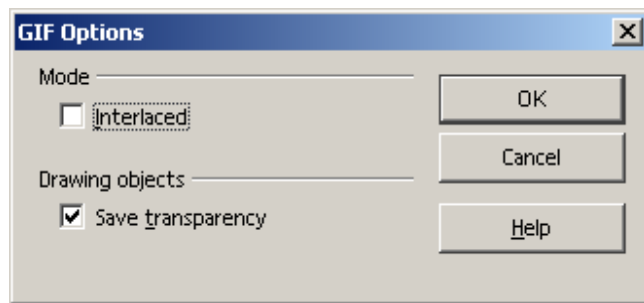 GIF Options
Mode
Interlaced
OK
Cancel
Drawing objects
Save transparency
Help